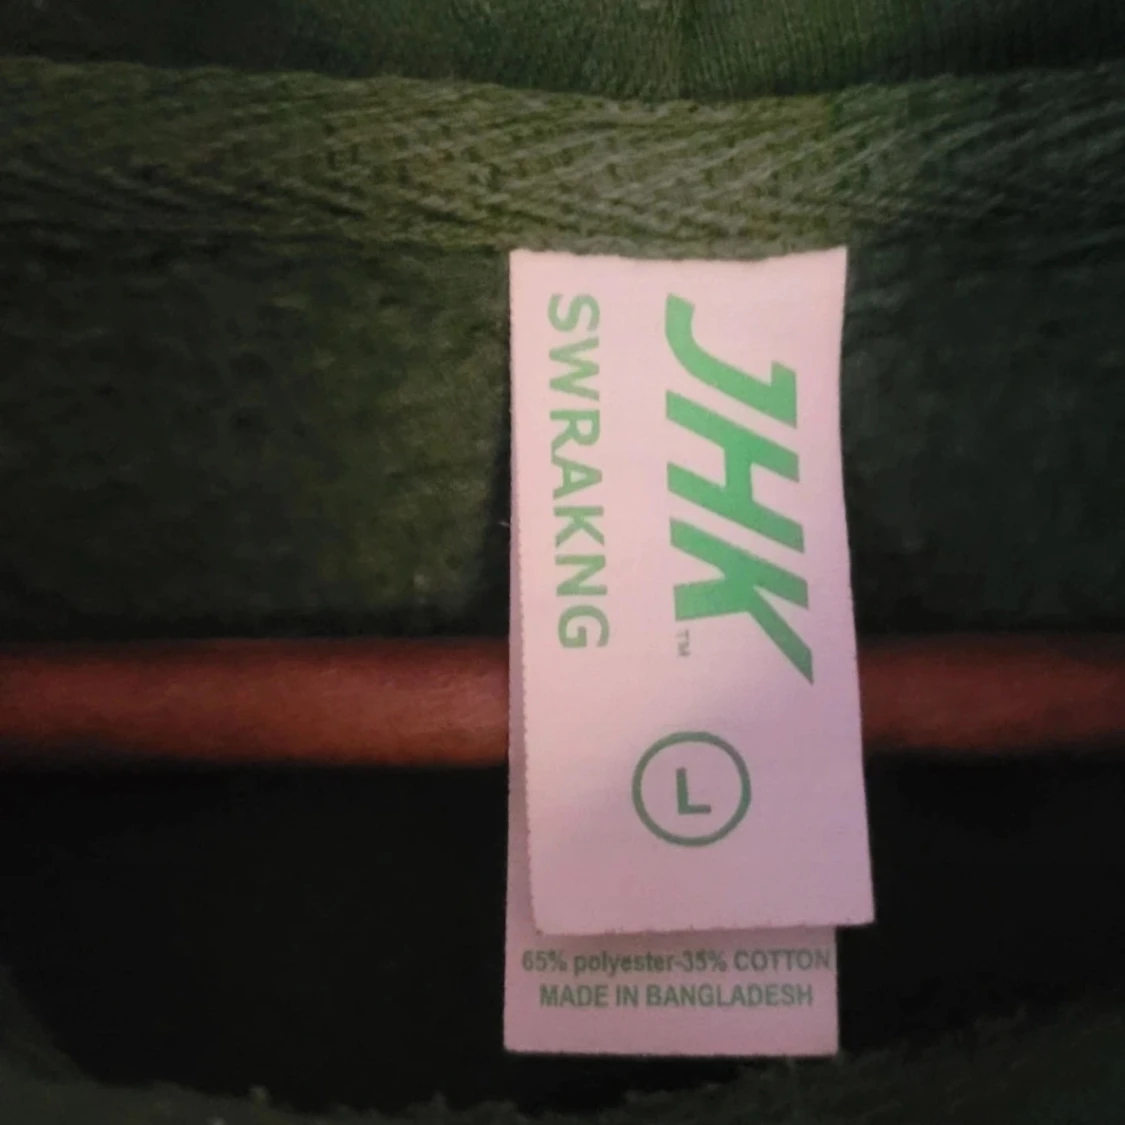 JHK™
SWRAKNG
L
65% polyester-35% COTTON
MADE IN BANGLADESH